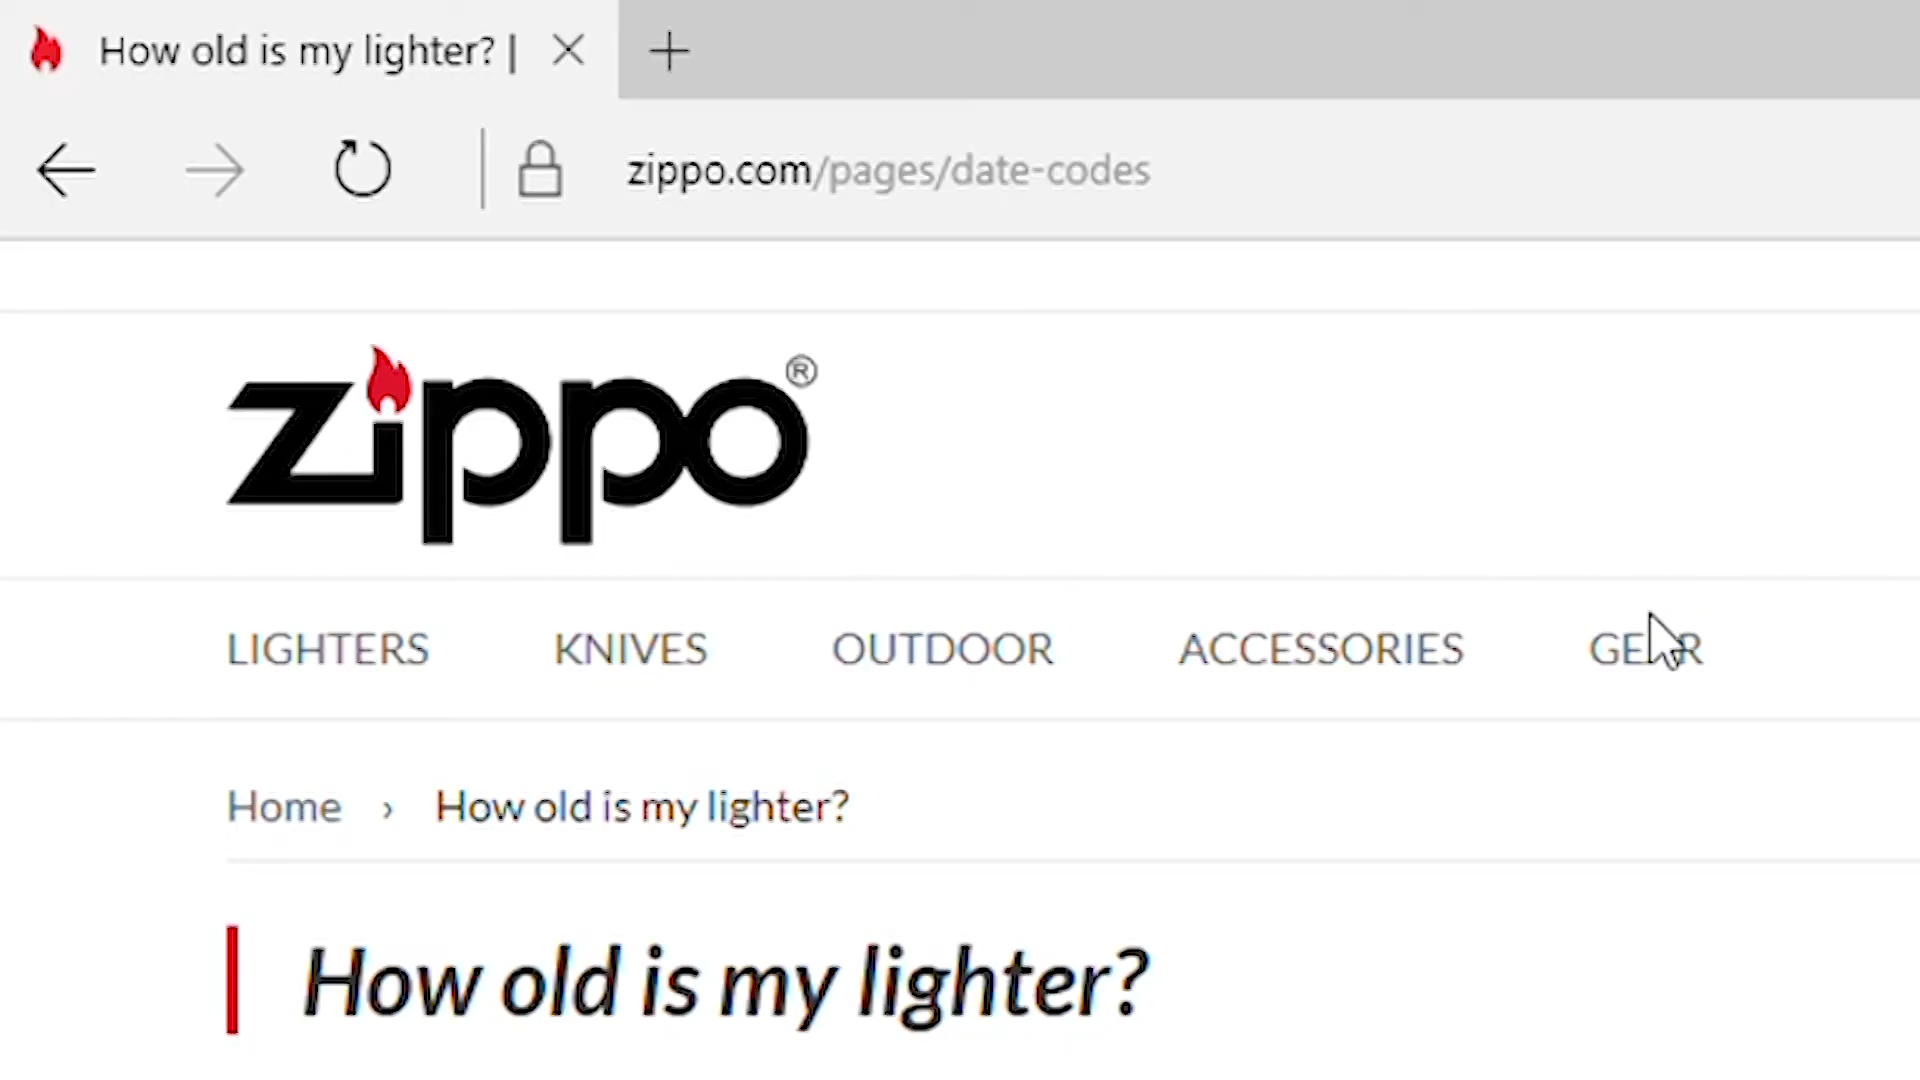 How old is my lighter? |
zippo.com/pages/date-codes
zippo®
LIGHTERS KNIVES OUTDOOR ACCESSORIES GEAR
Home › How old is my lighter?
How old is my lighter?